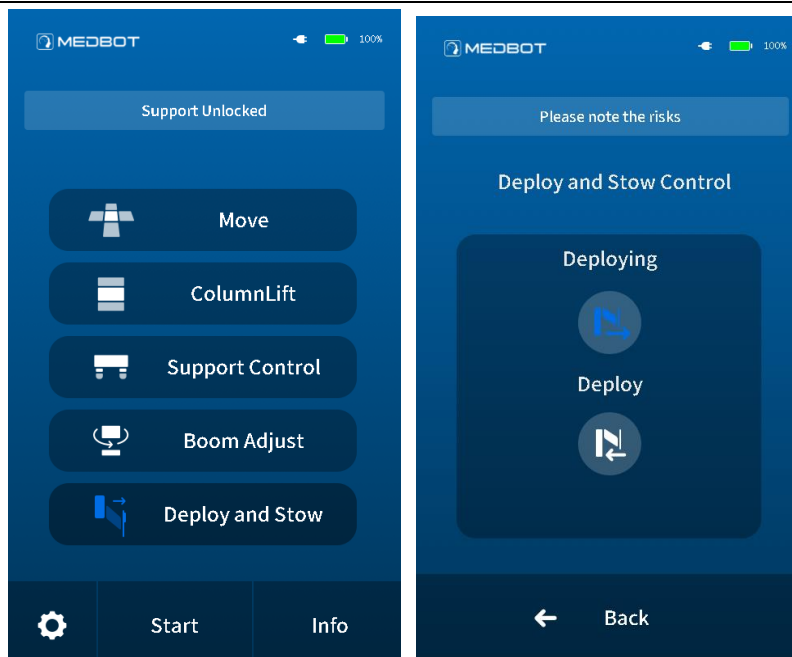 MEDBOT
100%
Support Unlocked
Move
ColumnLift
Support Control
Boom Adjust
Deploy and Stow
Start
Info
MEDBOT
100%
Please note the risks
Deploy and Stow Control
Deploying
Deploy
Back